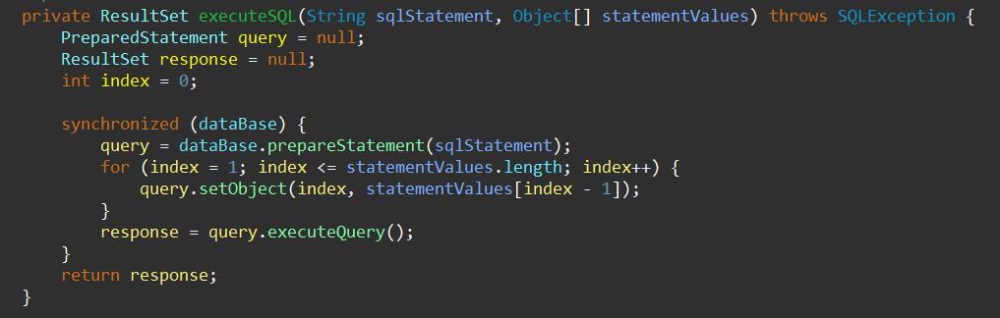 private ResultSet executeSQL(String sqlStatement, Object[] statementValues) throws SQLException {
    PreparedStatement query = null;
    ResultSet response = null;
    int index = 0;

    synchronized (dataBase) {
        query = dataBase.prepareStatement(sqlStatement);
        for (index = 1; index <= statementValues.length; index++) {
            query.setObject(index, statementValues[index - 1]);
        }
        response = query.executeQuery();
    }
    return response;
}